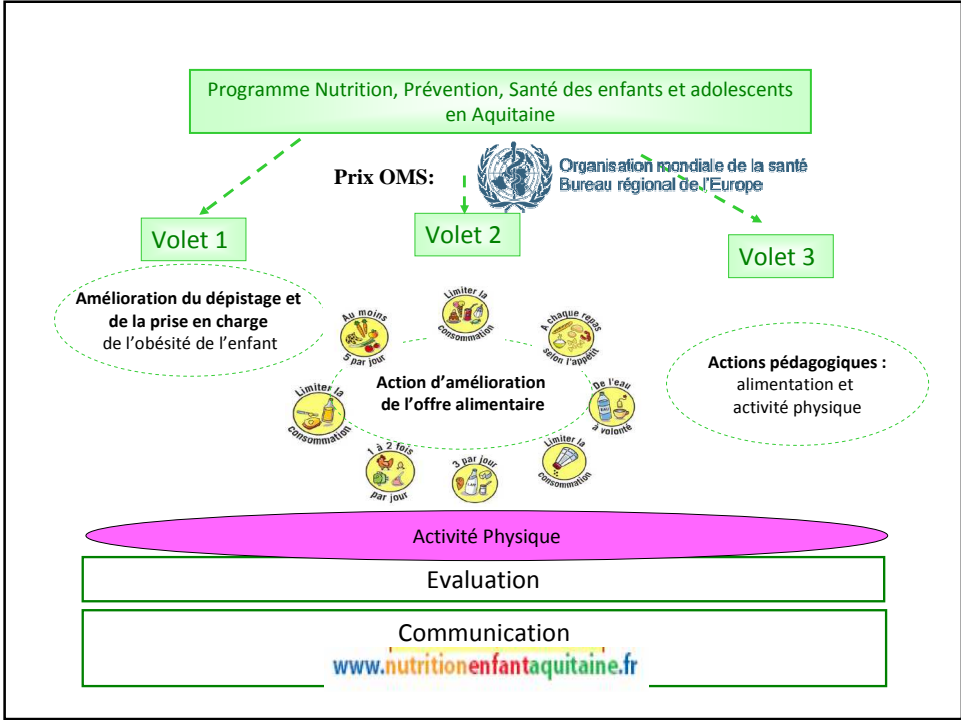 Programme Nutrition, Prévention, Santé des enfants et adolescents
en Aquitaine
Prix OMS:
Organisation mondiale de la santé
Bureau régional de l'Europe
Volet 1
Volet 2
Volet 3
Amélioration du dépistage et
de la prise en charge
de l'obésité de l'enfant
Au moins
5 par jour
Limiter la
consommation
A chaque repas
selon l'appétit
Limiter la
consommation
Action d'amélioration
de l'offre alimentaire
De l'eau
à volonté
1 à 2 fois
par jour
3 par jour
Limiter la
consommation
Actions pédagogiques :
alimentation et
activité physique
Activité Physique
Evaluation
Communication
www.nutritionenfantaquitaine.fr